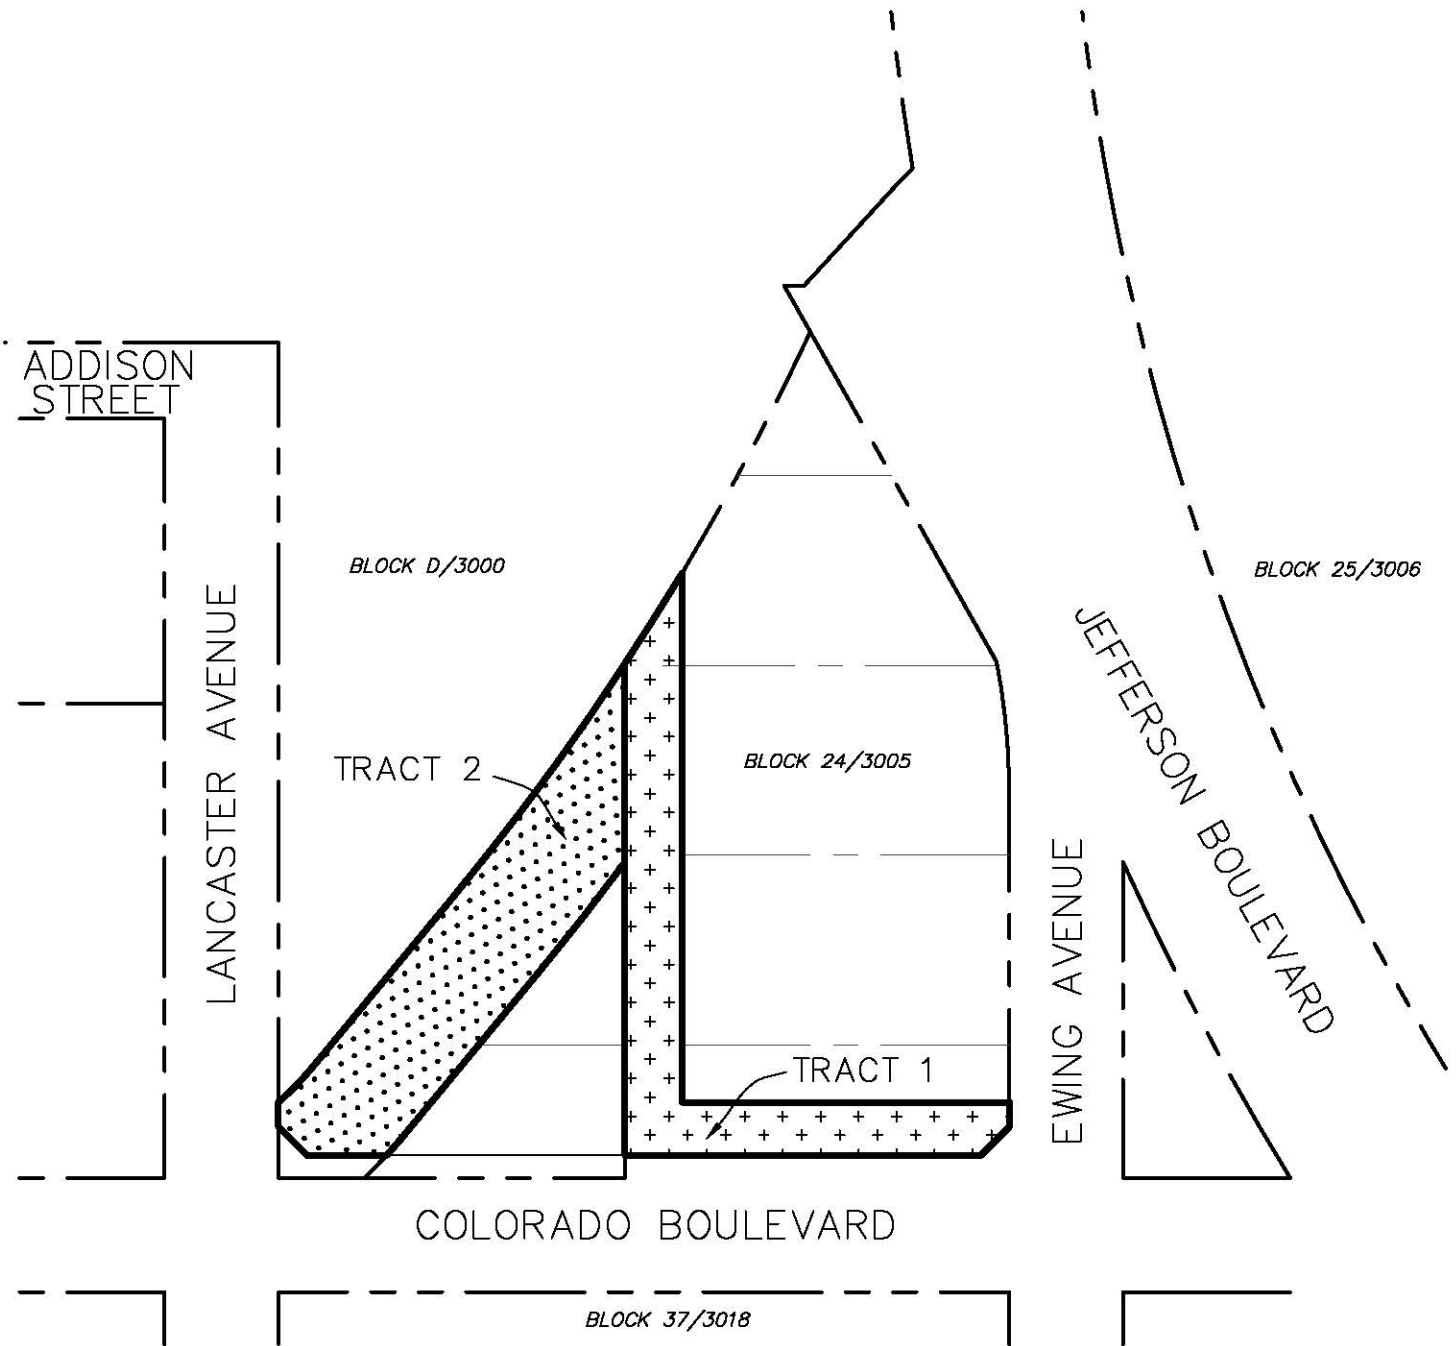 ADDISON
STREET
BLOCK D/3000
BLOCK 25/3006
LANCASTER AVENUE
JEFFERSON BOULEVARD
TRACT 2
BLOCK 24/3005
EWING AVENUE
TRACT 1
COLORADO BOULEVARD
BLOCK 37/3018